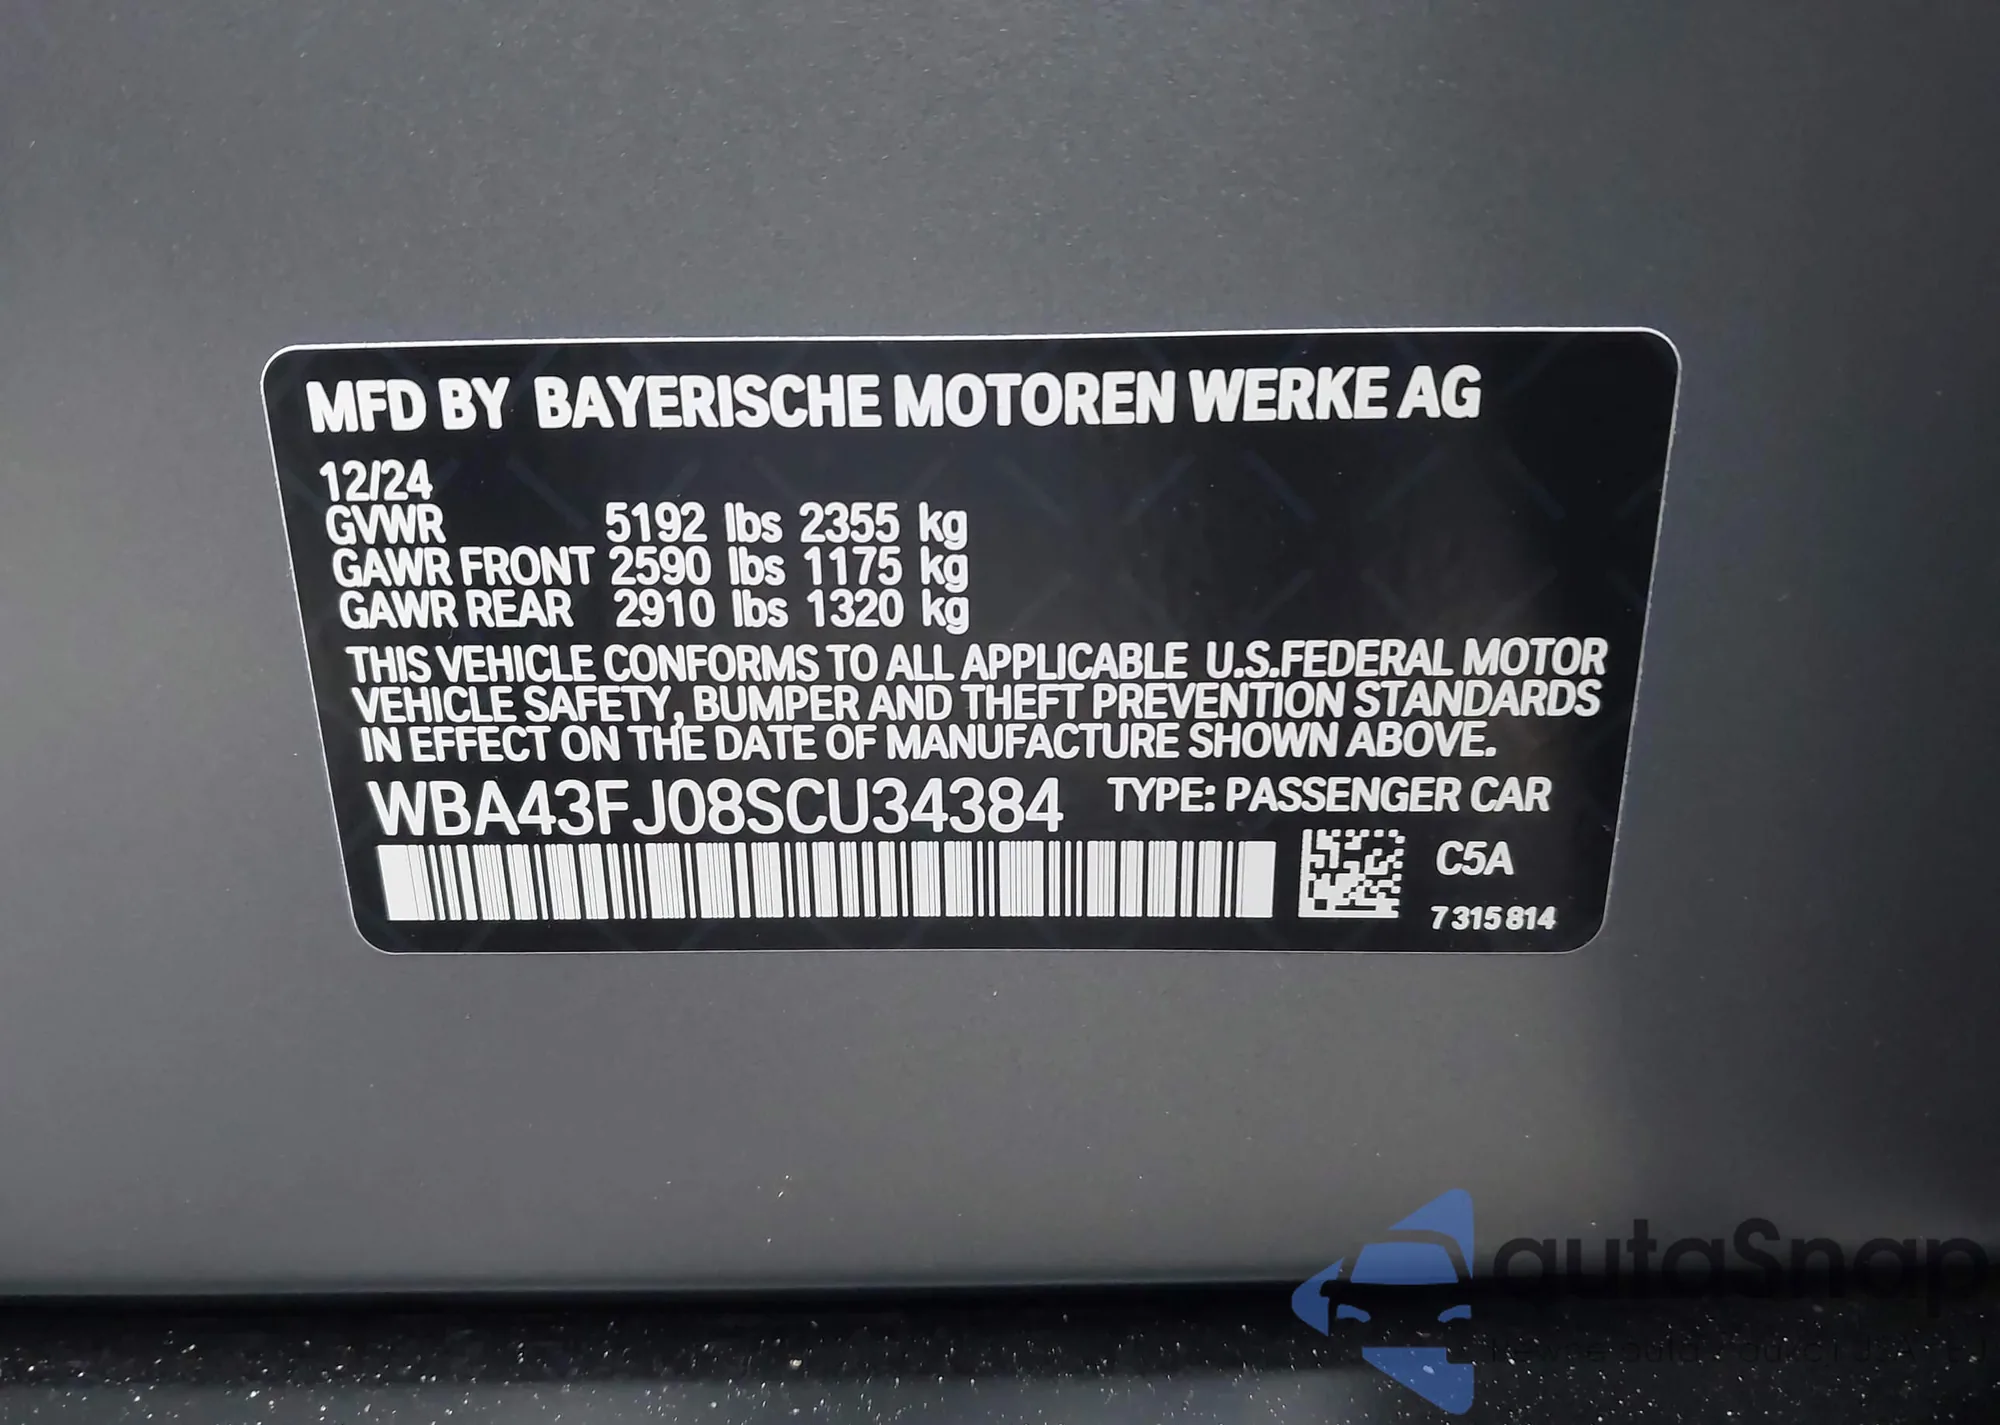 MFD BY BAYERISCHE MOTOREN WERKE AG
12/24
GVWR 5192 lbs 2355 kg
GAWR FRONT 2590 lbs 1175 kg
GAWR REAR 2910 lbs 1320 kg
THIS VEHICLE CONFORMS TO ALL APPLICABLE U.S.FEDERAL MOTOR
VEHICLE SAFETY, BUMPER AND THEFT PREVENTION STANDARDS
IN EFFECT ON THE DATE OF MANUFACTURE SHOWN ABOVE.
WBA43FJ08SCU34384 TYPE: PASSENGER CAR
C5A
7 315 814
autaSnap